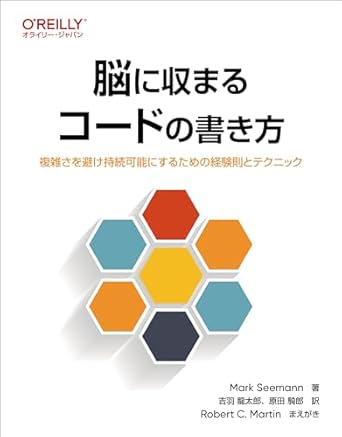 O'REILLY®
オライリー・ジャパン
脳に収まる
コードの書き方
複雑さを避け持続可能にするための経験則とテクニック
Mark Seemann 著
吉羽 龍太郎、原田 騎郎 訳
Robert C. Martin まえがき